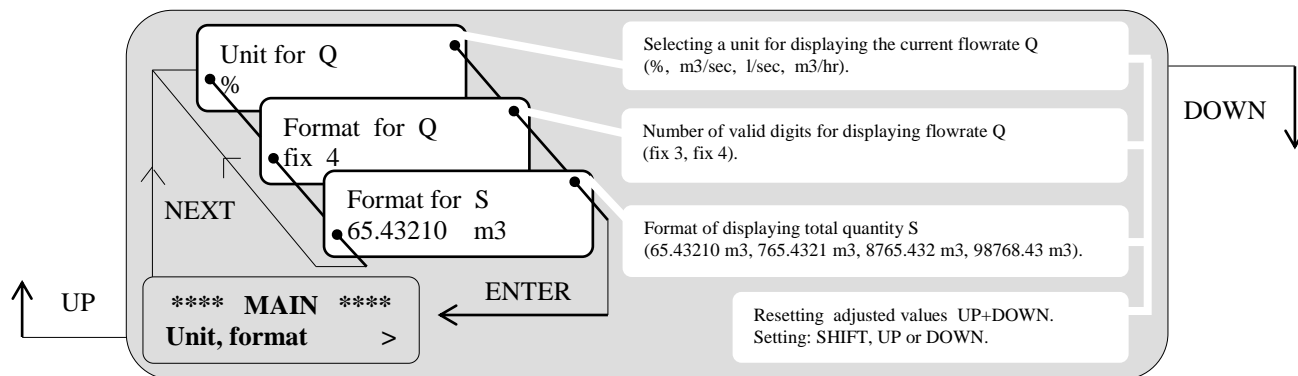 Unit for Q
%
Format for Q
fix 4
Format for S
65.43210 m3
NEXT
ENTER
UP
**** MAIN ****
Unit, format >
Selecting a unit for displaying the current flowrate Q
(%, m3/sec, l/sec, m3/hr).
Number of valid digits for displaying flowrate Q
(fix 3, fix 4).
Format of displaying total quantity S
(65.43210 m3, 765.4321 m3, 8765.432 m3, 98768.43 m3).
Resetting adjusted values UP+DOWN.
Setting: SHIFT, UP or DOWN.
DOWN